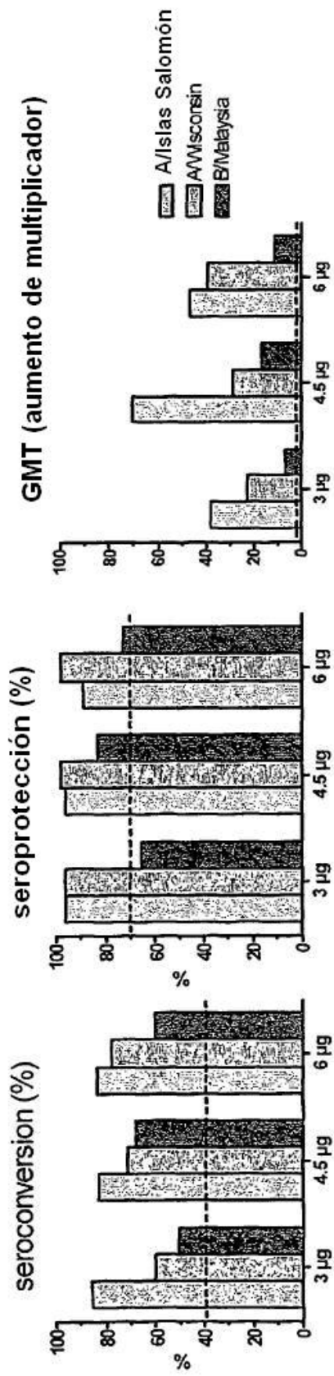 seroconversion (%)
%
100
80
60
40
20
0
3 µg
4.5 µg
6 µg
seroprotección (%)
%
100
80
60
40
20
0
3 µg
4.5 µg
6 µg
GMT (aumento de multiplicador)
100
80
60
40
20
0
3 µg
4.5 µg
6 µg
A/Islas Salomón
A/Wisconsin
B/Malaysia